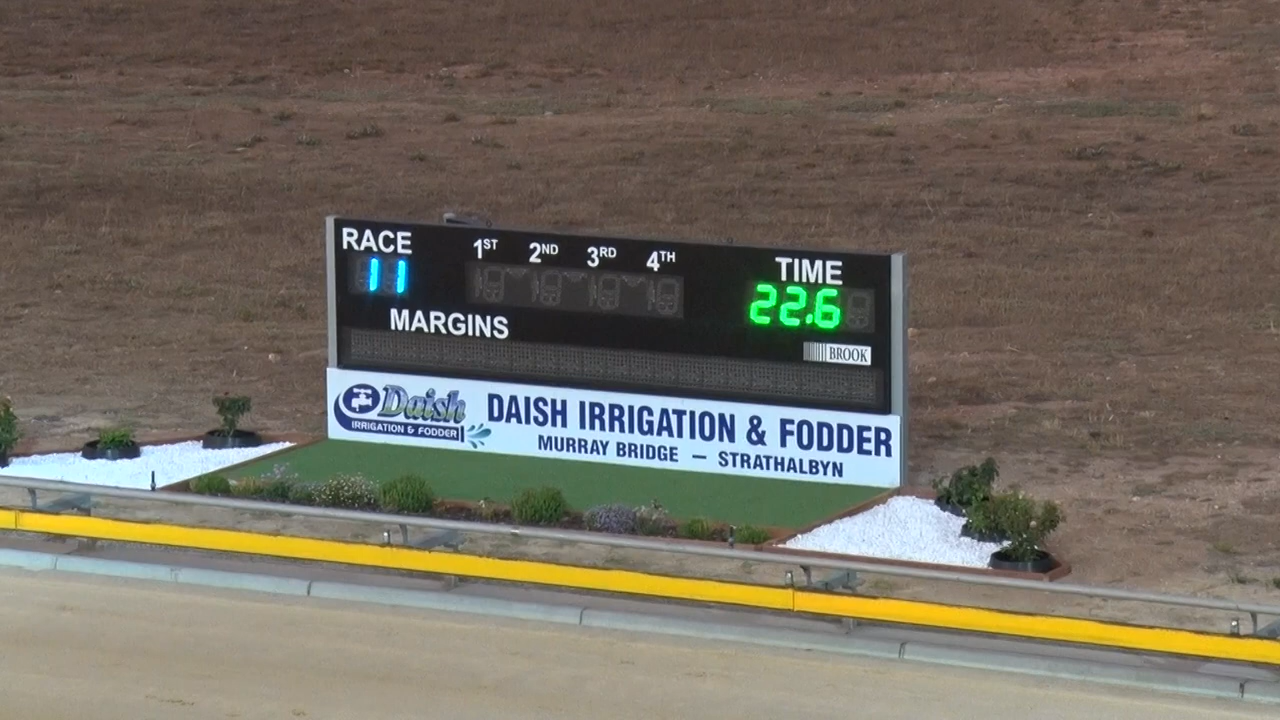 RACE 1ST 2ND 3RD 4TH TIME
11 22.6
MARGINS
BROOK
Daish
IRRIGATION & FODDER
DAISH IRRIGATION & FODDER
MURRAY BRIDGE — STRATHALBYN